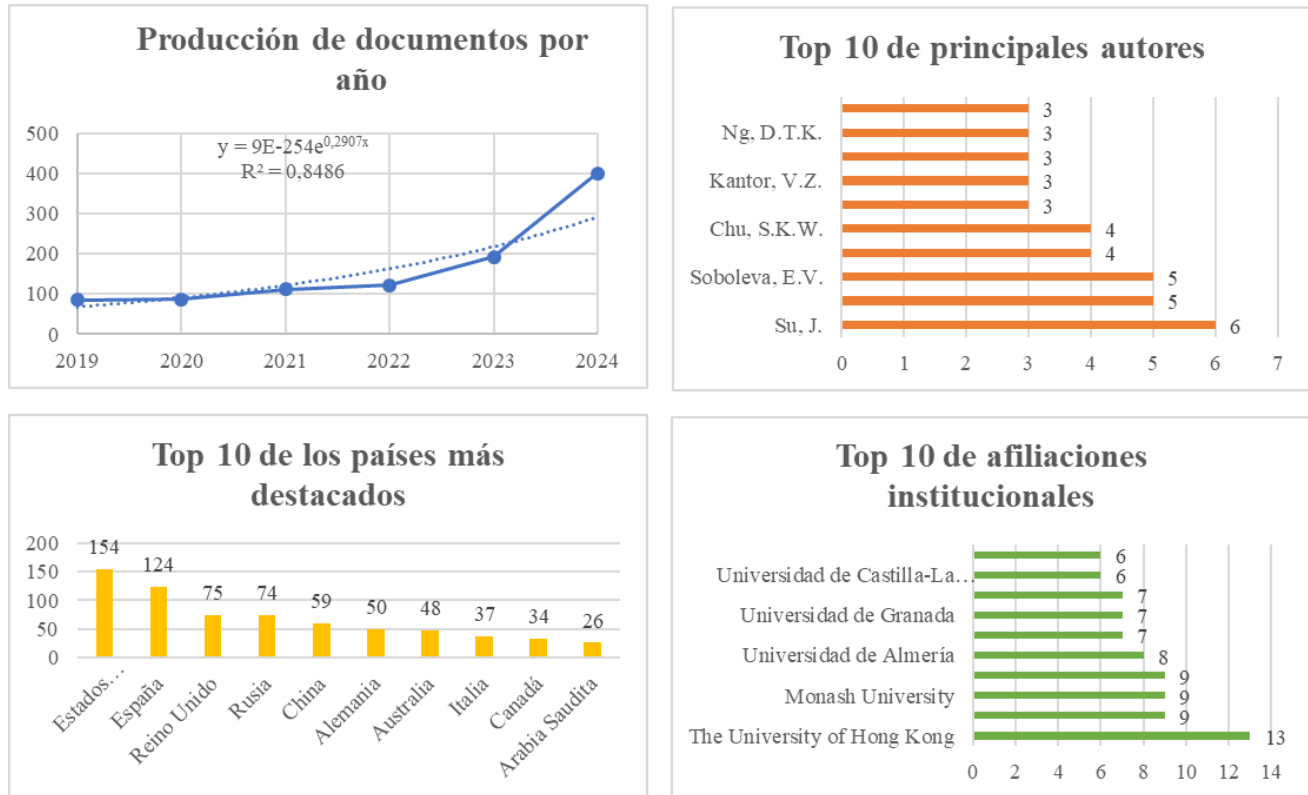 Producción de documentos por
año
500
400
300
200
100
0
y = 9E-254e^0,2907x
R² = 0,8486
2019 2020 2021 2022 2023 2024
Top 10 de principales autores
3
Ng, D.T.K. 3
3
Kantor, V.Z. 3
3
Chu, S.K.W. 4
4
Soboleva, E.V. 5
5
Su, J. 6
0 1 2 3 4 5 6 7
Top 10 de los países más
destacados
200
150
100
50
0
154 124 75 74 59 50 48 37 34 26
Estados… España Reino Unido Rusia China Alemania Australia Italia Canadá Arabia Saudita
Top 10 de afiliaciones
institucionales
6
Universidad de Castilla-La… 6
7
Universidad de Granada 7
7
Universidad de Almería 8
9
Monash University 9
9
The University of Hong Kong 13
0 2 4 6 8 10 12 14